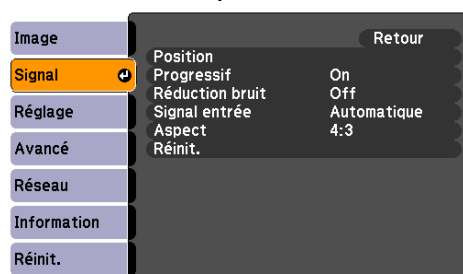 Image
Signal
Réglage
Avancé
Réseau
Information
Réinit.
Retour
Position
Progressif On
Réduction bruit Off
Signal entrée Automatique
Aspect 4:3
Réinit.